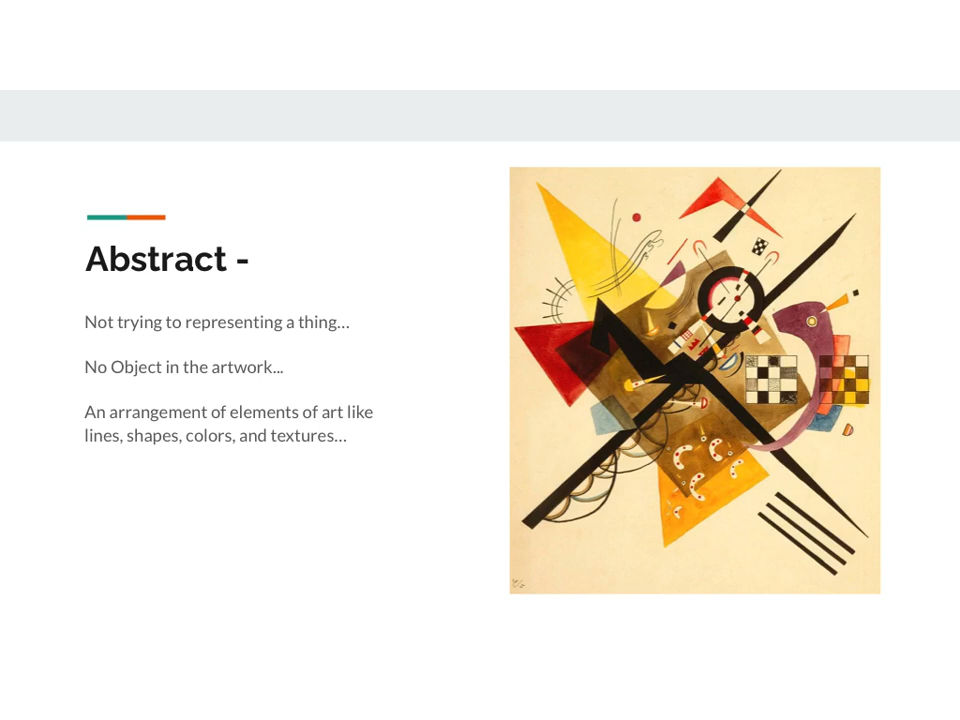 Abstract -
Not trying to representing a thing...
No Object in the artwork...
An arrangement of elements of art like
lines, shapes, colors, and textures...